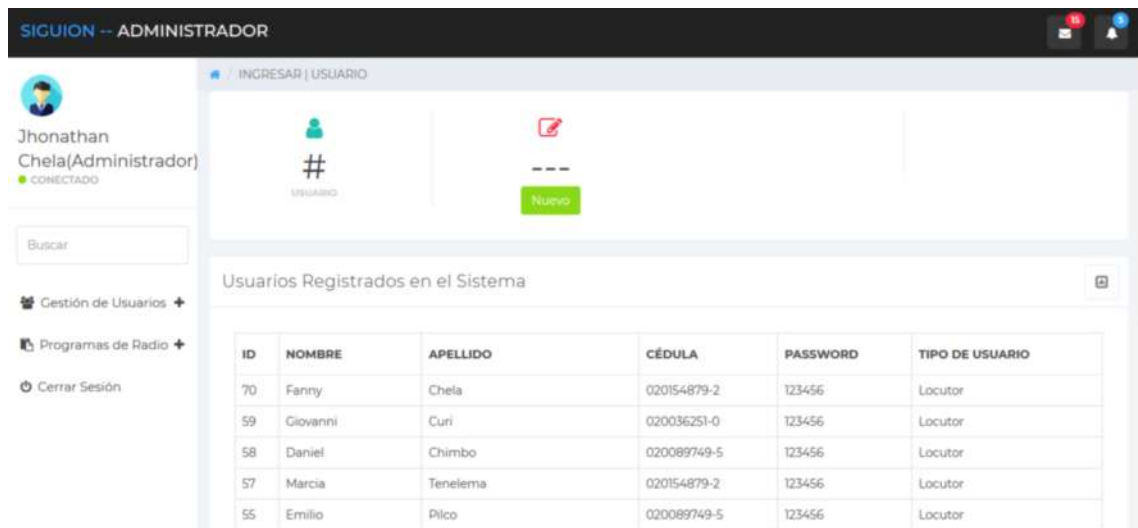 SIGUION -- ADMINISTRADOR
15
5
INGRESAR | USUARIO
Jhonathan
Chela(Administrador)
CONECTADO
#
USUARIO
---
Nuevo
Buscar
Usuarios Registrados en el Sistema
Gestión de Usuarios +
Programas de Radio +
Cerrar Sesión
ID NOMBRE APELLIDO CÉDULA PASSWORD TIPO DE USUARIO
70 Fanny Chela 020154879-2 123456 Locutor
59 Giovanni Curi 020036251-0 123456 Locutor
58 Daniel Chimbo 020089749-5 123456 Locutor
57 Marcia Tenelema 020154879-2 123456 Locutor
55 Emilio Pilco 020089749-5 123456 Locutor